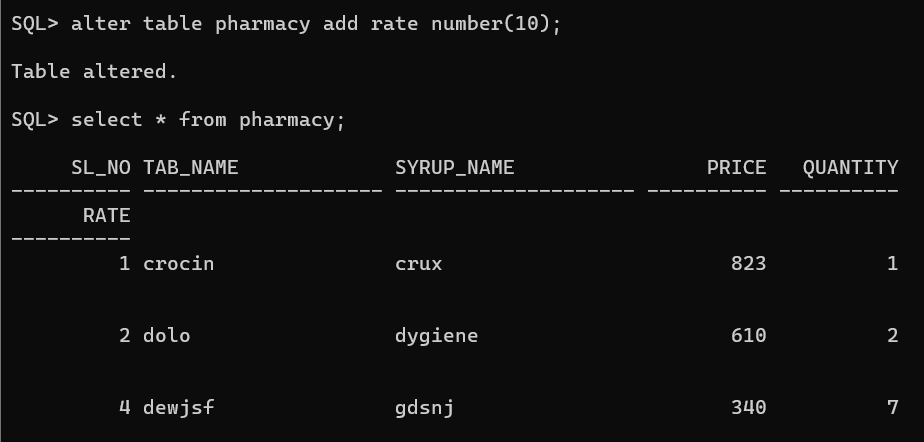 SQL> alter table pharmacy add rate number(10);
Table altered.
SQL> select * from pharmacy;
     SL_NO TAB_NAME             SYRUP_NAME                PRICE   QUANTITY
---------- -------------------- -------------------- ---------- ----------
      RATE
----------
         1 crocin               crux                        823          1
         2 dolo                 dygiene                     610          2
         4 dewjsf               gdsnj                       340          7